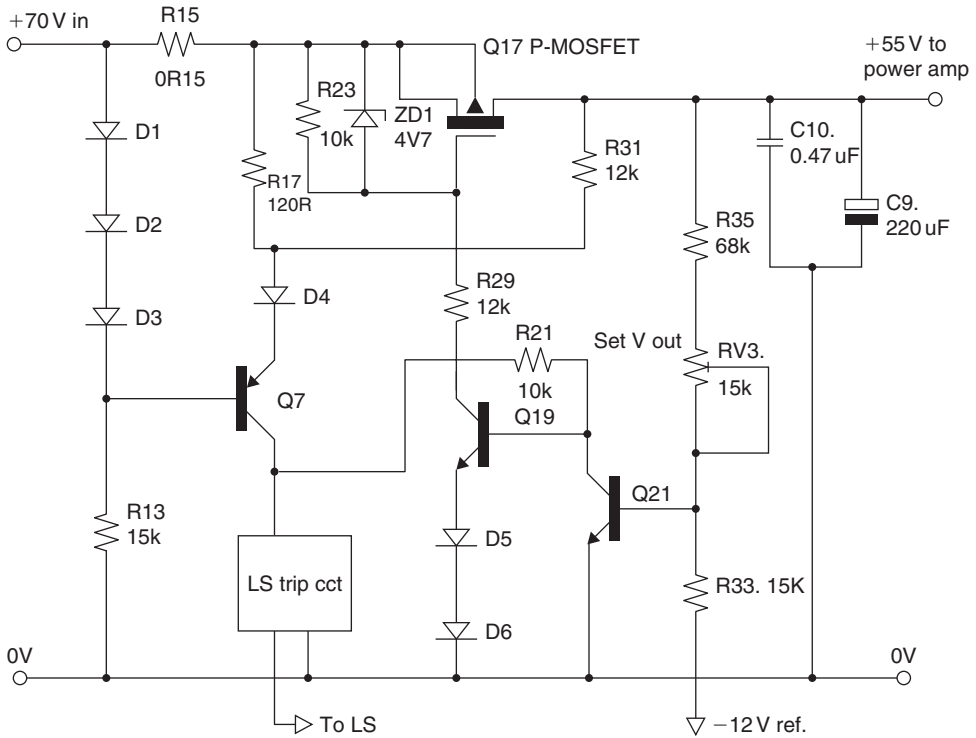 +70 V in
R15
0R15
Q17 P-MOSFET
+55 V to
power amp
D1
R23
10k
ZD1
4V7
R31
12k
C10.
0.47 uF
R17
120R
C9.
220 uF
D2
R35
68k
D3
D4
R29
12k
Set V out
RV3.
15k
R21
10k
Q7
Q19
Q21
R13
15k
D5
LS trip cct
R33. 15K
D6
0V
0V
To LS
−12 V ref.